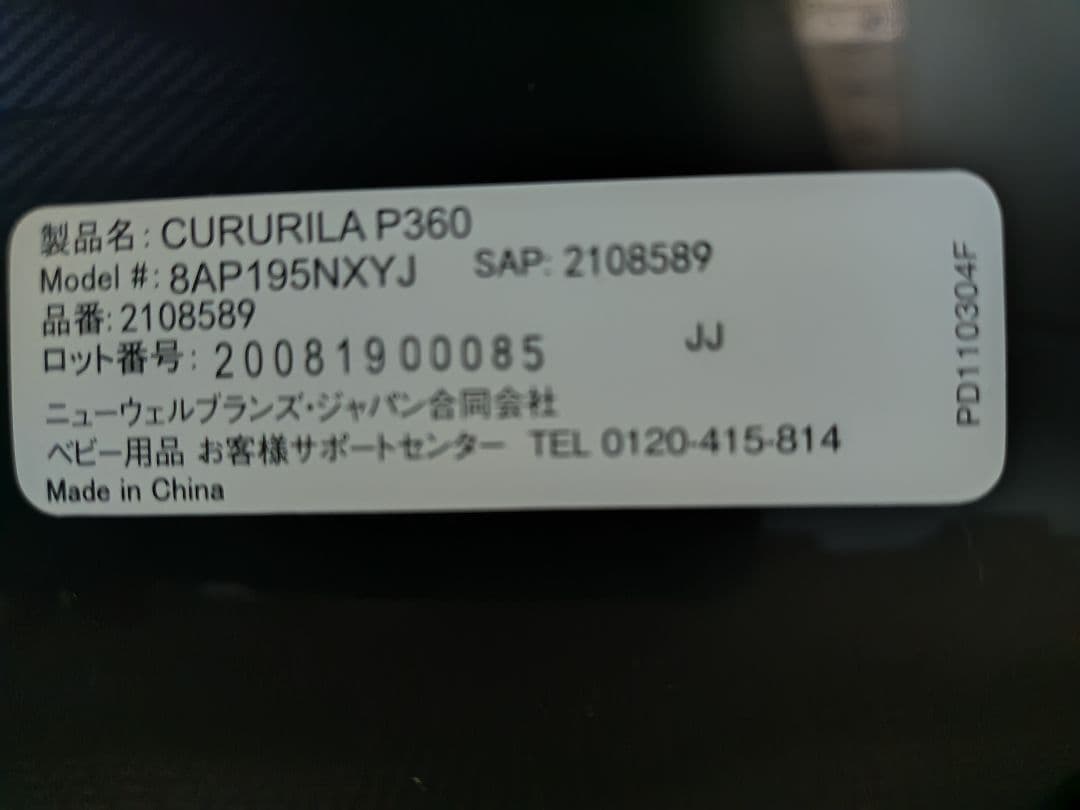 製品名: CURURILA P360
Model #: 8AP195NXYJ SAP: 2108589
品番: 2108589
ロット番号: 20081900085 JJ
ニューウェルブランズ・ジャパン合同会社
ベビー用品 お客様サポートセンター TEL 0120-415-814
Made in China
PD110304F